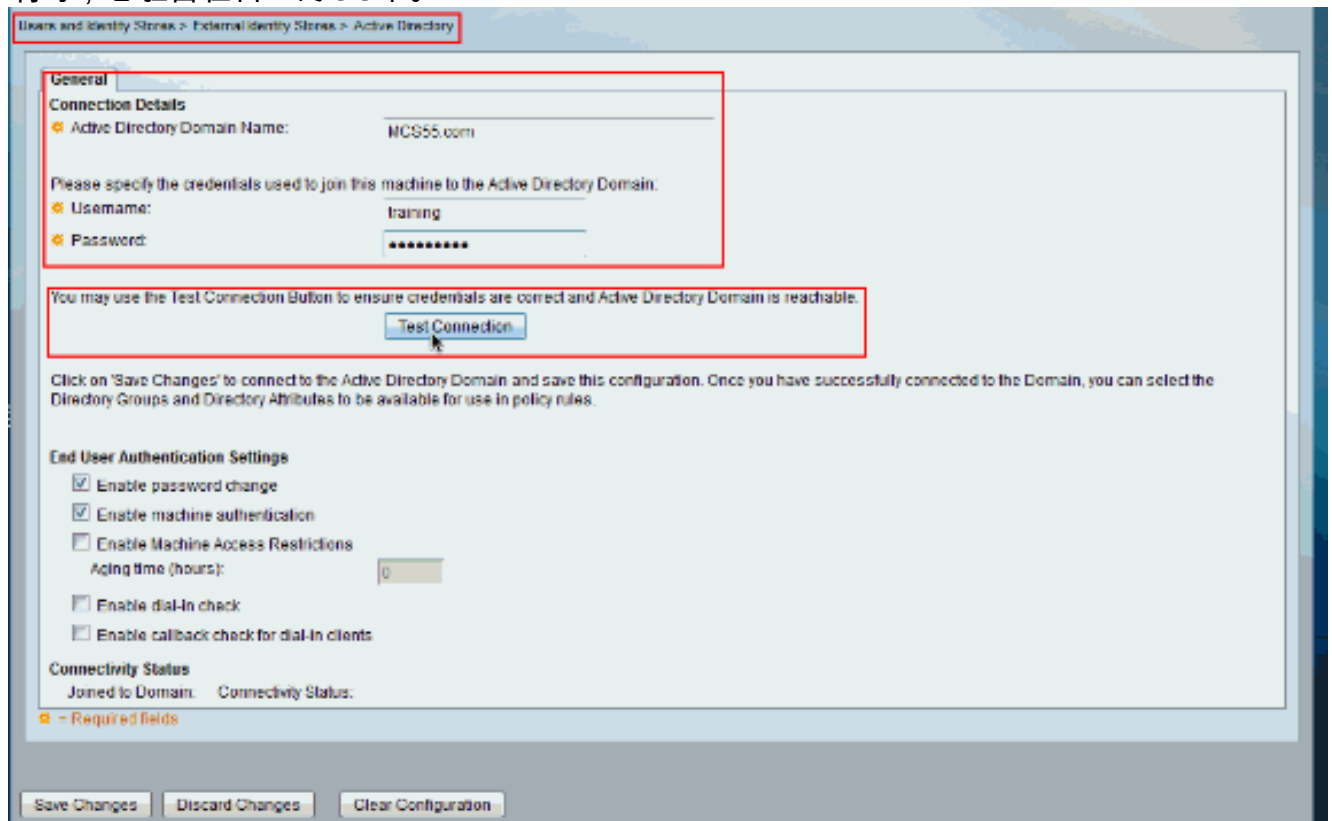 Users and Identity Stores > External Identity Stores > Active Directory
General
Connection Details
Active Directory Domain Name: MCS55.com
Please specify the credentials used to join this machine to the Active Directory Domain:
Username: training
Password: •••••••••
You may use the Test Connection Button to ensure credentials are correct and Active Directory Domain is reachable.
Test Connection
Click on 'Save Changes' to connect to the Active Directory Domain and save this configuration. Once you have successfully connected to the Domain, you can select the
Directory Groups and Directory Attributes to be available for use in policy rules.
End User Authentication Settings
Enable password change
Enable machine authentication
Enable Machine Access Restrictions
Aging time (hours): 0
Enable dial-in check
Enable callback check for dial-in clients
Connectivity Status
Joined to Domain: Connectivity Status:
= Required fields
Save Changes Discard Changes Clear Configuration